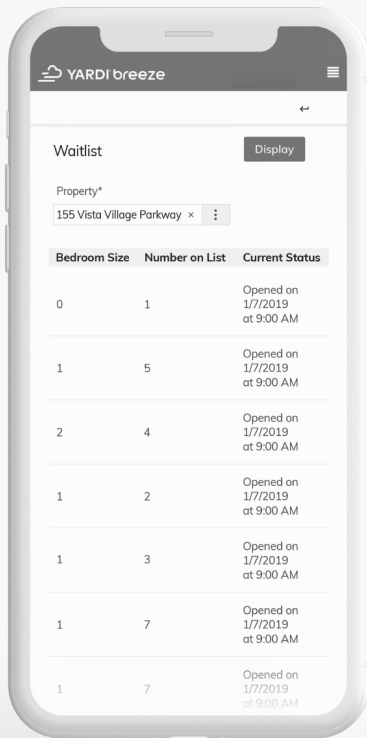 YARDI breeze
Waitlist
Display
Property*
155 Vista Village Parkway ×
Bedroom Size Number on List Current Status
0 1 Opened on
1/7/2019
at 9:00 AM
1 5 Opened on
1/7/2019
at 9:00 AM
2 4 Opened on
1/7/2019
at 9:00 AM
1 2 Opened on
1/7/2019
at 9:00 AM
1 3 Opened on
1/7/2019
at 9:00 AM
1 7 Opened on
1/7/2019
at 9:00 AM
1 7 Opened on
1/7/2019
at 9:00 AM